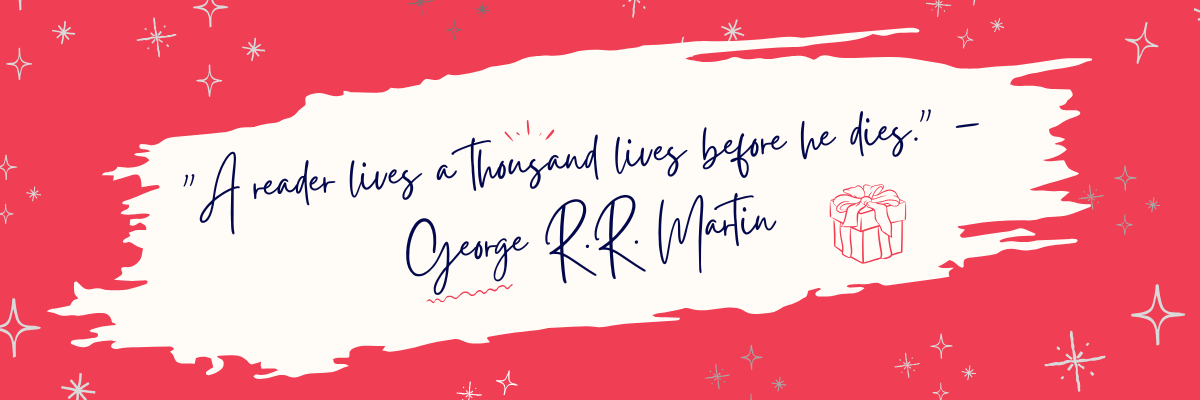 "A reader lives a thousand lives before he dies." –
George R.R. Martin